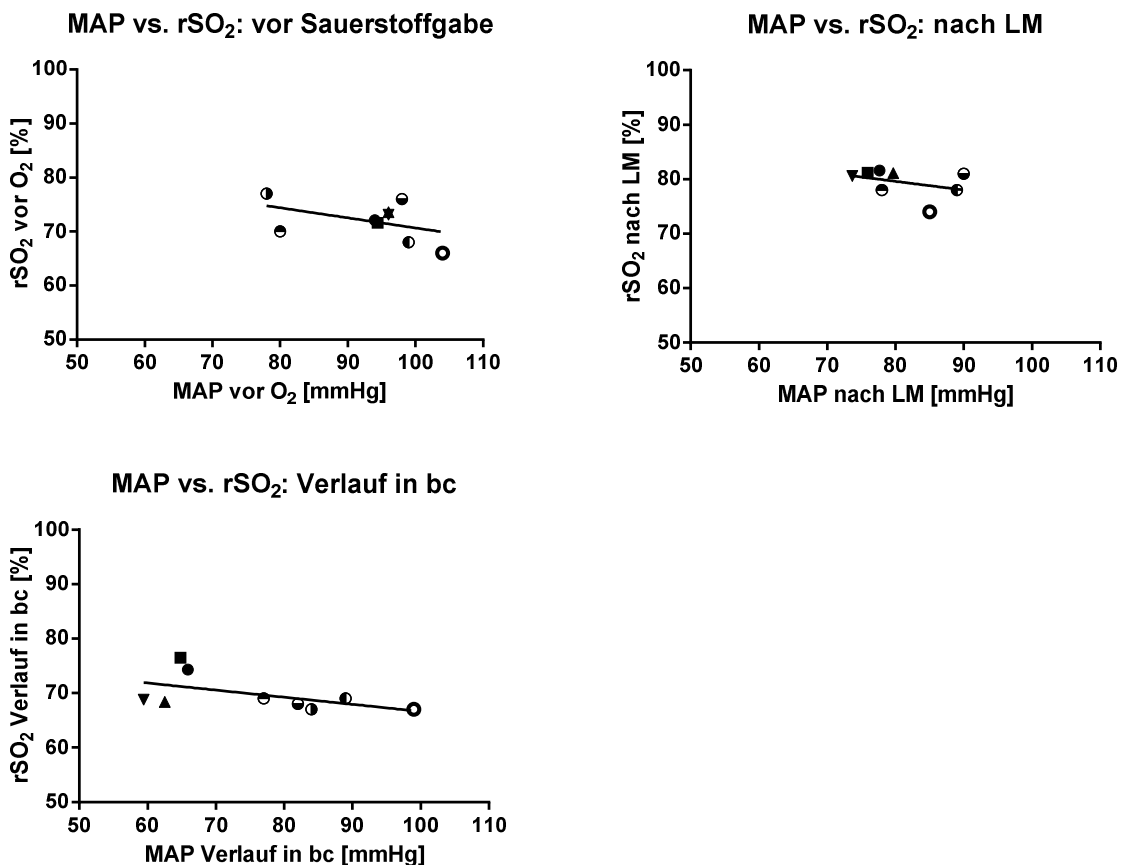 MAP vs. rSO₂: vor Sauerstoffgabe
rSO₂ vor O₂ [%]
100
90
80
70
60
50
50 60 70 80 90 100 110
MAP vor O₂ [mmHg]
MAP vs. rSO₂: nach LM
rSO₂ nach LM [%]
100
90
80
70
60
50
50 60 70 80 90 100 110
MAP nach LM [mmHg]
MAP vs. rSO₂: Verlauf in bc
rSO₂ Verlauf in bc [%]
100
90
80
70
60
50
50 60 70 80 90 100 110
MAP Verlauf in bc [mmHg]